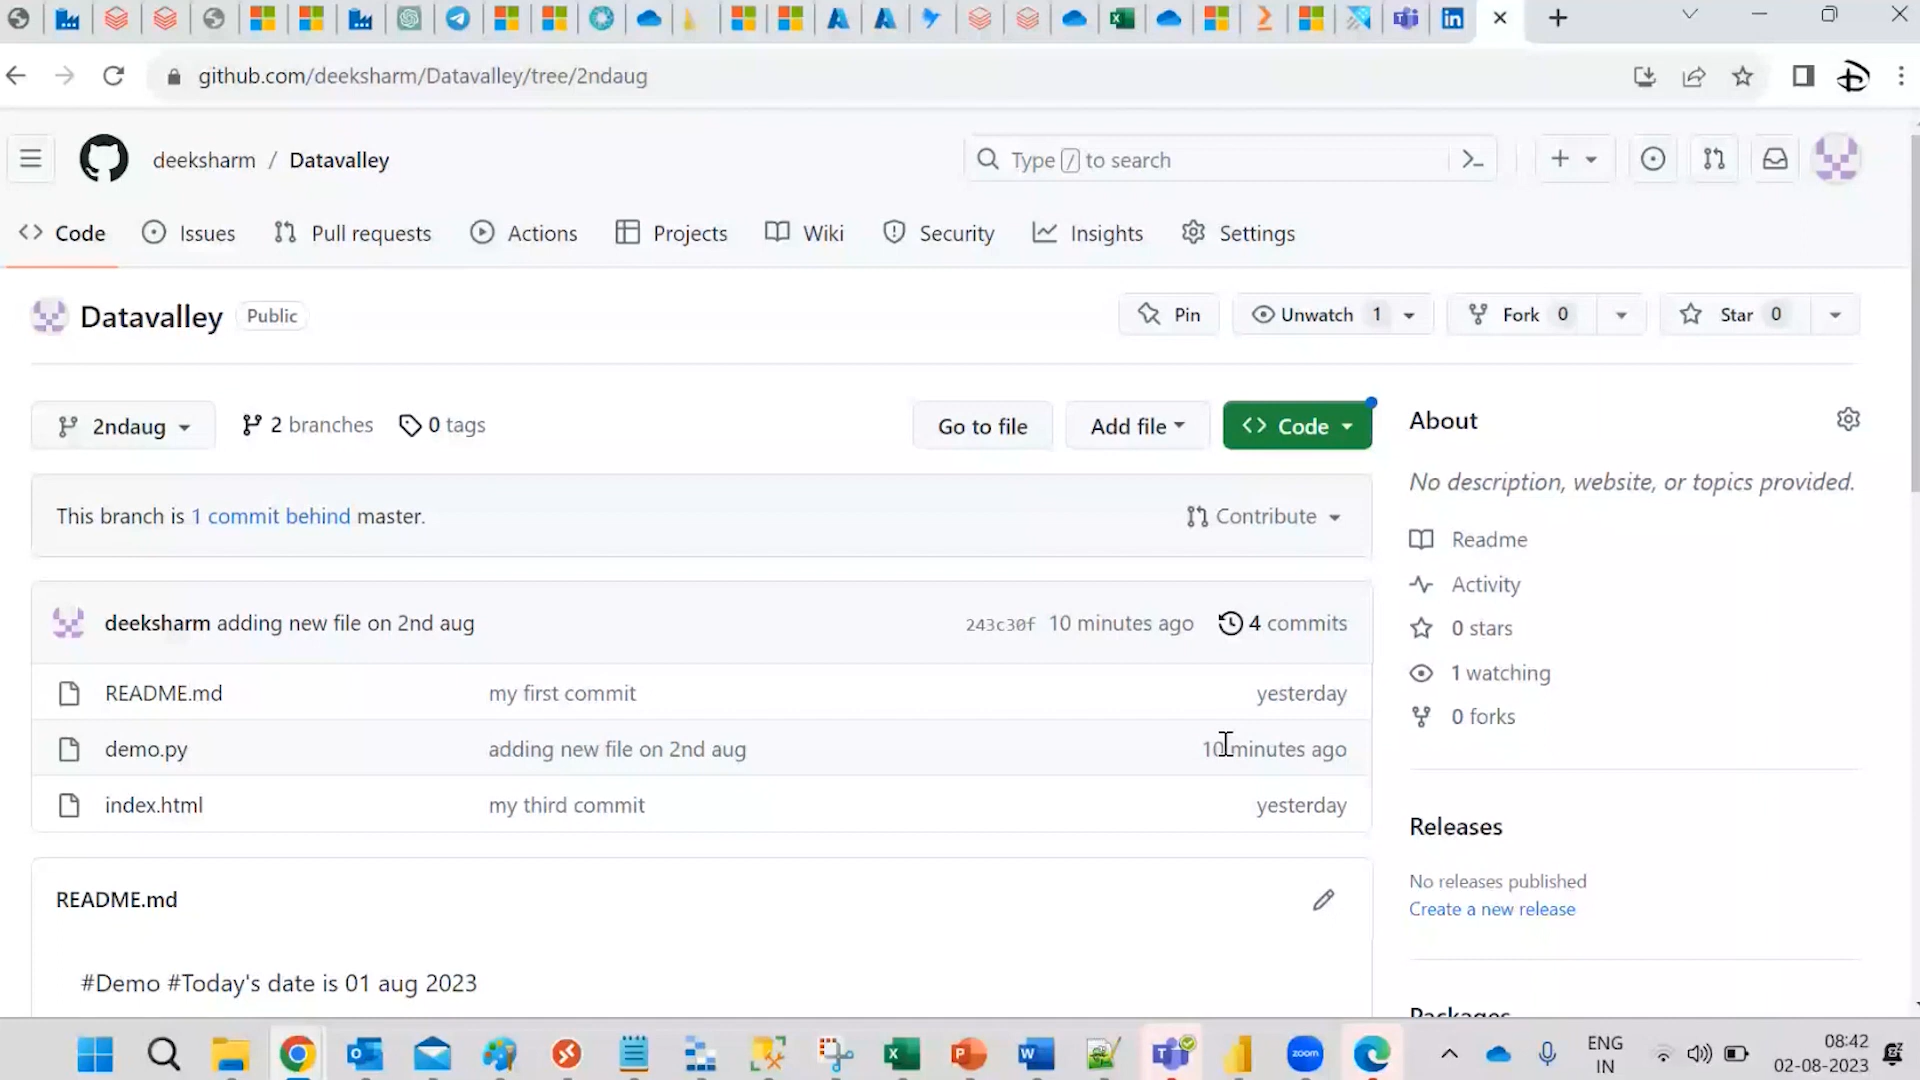 github.com/deeksharm/Datavalley/tree/2ndaug
deeksharm / Datavalley
Type / to search
Code
Issues
Pull requests
Actions
Projects
Wiki
Security
Insights
Settings
Datavalley Public
Pin
Unwatch 1
Fork 0
Star 0
2ndaug
2 branches
0 tags
Go to file
Add file
Code
About
No description, website, or topics provided.
This branch is 1 commit behind master.
Contribute
Readme
Activity
0 stars
1 watching
0 forks
deeksharm adding new file on 2nd aug 243c30f 10 minutes ago 4 commits
README.md my first commit yesterday
demo.py adding new file on 2nd aug 10 minutes ago
index.html my third commit yesterday
Releases
No releases published
Create a new release
README.md
#Demo #Today's date is 01 aug 2023
Packages
zoom
ENG
IN
08:42
02-08-2023